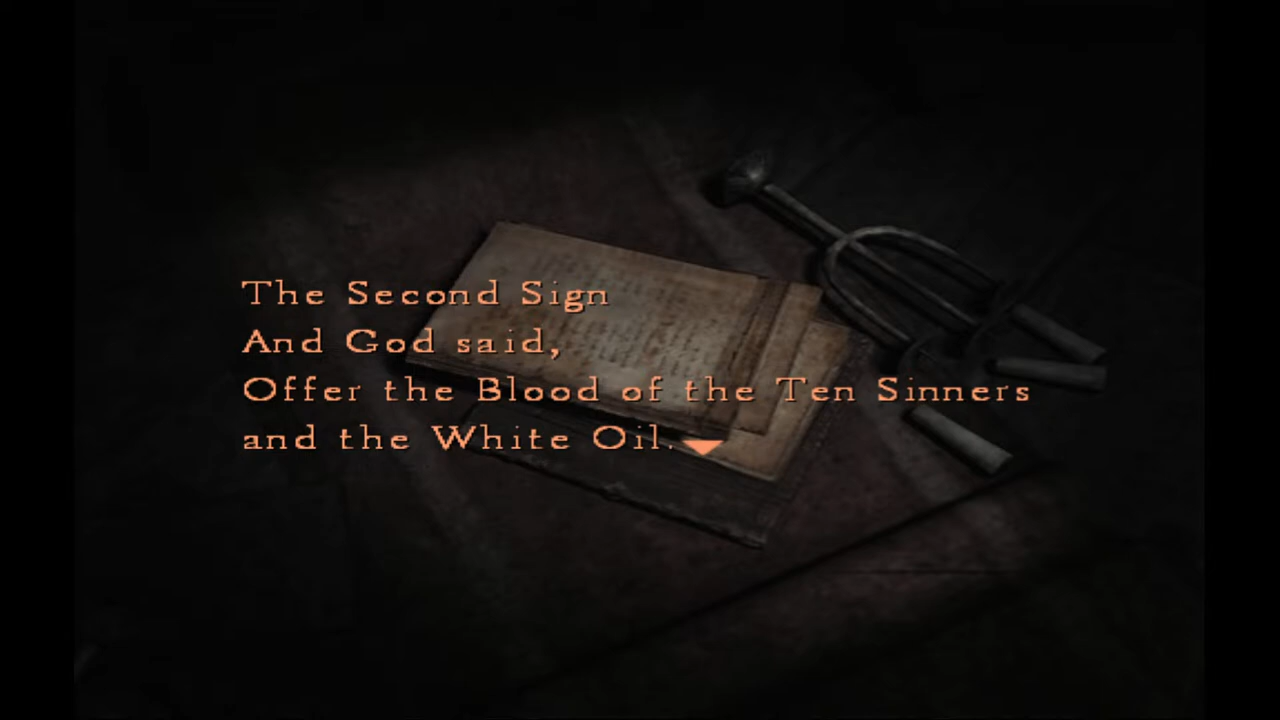 The Second Sign
And God said,
Offer the Blood of the Ten Sinners
and the White Oil.